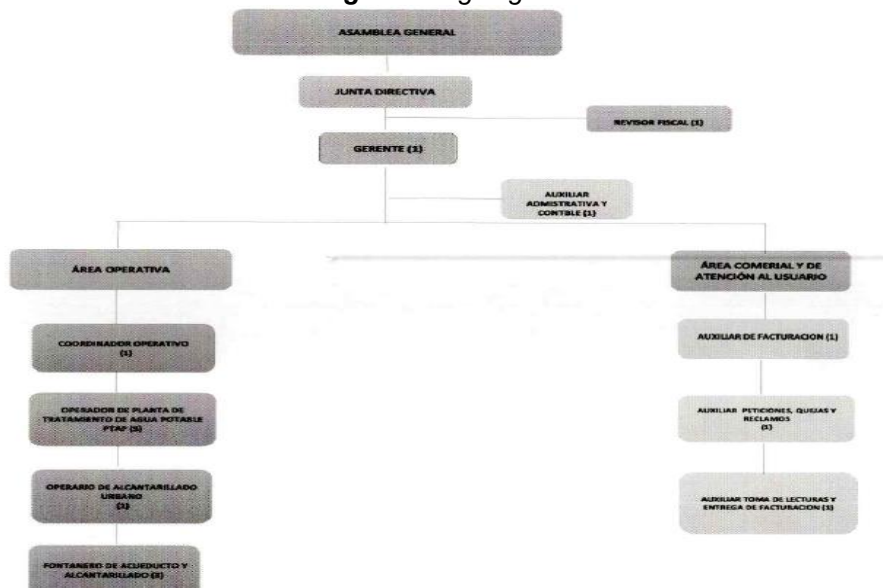 ASAMBLEA GENERAL
JUNTA DIRECTIVA
REVISOR FISCAL (1)
GERENTE (1)
AUXILIAR
ADMISTRATIVA Y
CONTBLE (1)
ÁREA OPERATIVA
COORDINADOR OPERATIVO
(1)
OPERADOR DE PLANTA DE
TRATAMIENTO DE AGUA POTABLE
PTAP
OPERARIO DE ALCANTARILLADO
URBANO
(1)
FONTANERO DE ACUEDUCTO Y
ALCANTARILLADO
ÁREA COMERIAL Y DE
ATENCIÓN AL USUARIO
AUXILIAR DE FACTURACION (1)
AUXILIAR PETICIONES, QUEJAS Y
RECLAMOS
(1)
AUXILIAR TOMA DE LECTURAS Y
ENTREGA DE FACTURACION (1)